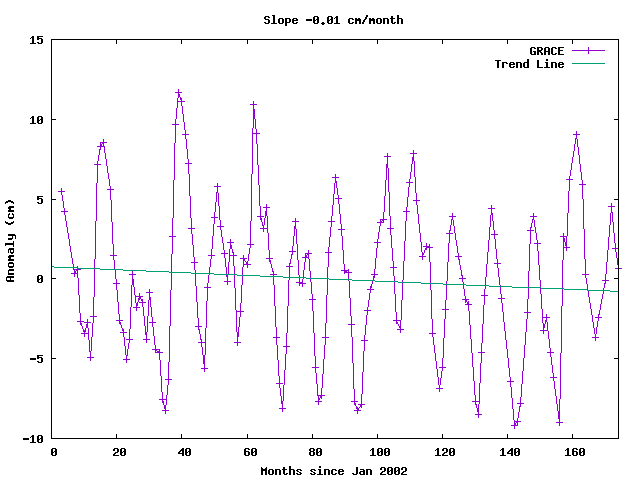 Slope -0.01 cm/month
15
GRACE
Trend Line
10
5
Anomaly (cm)
0
-5
-10
0 20 40 60 80 100 120 140 160
Months since Jan 2002